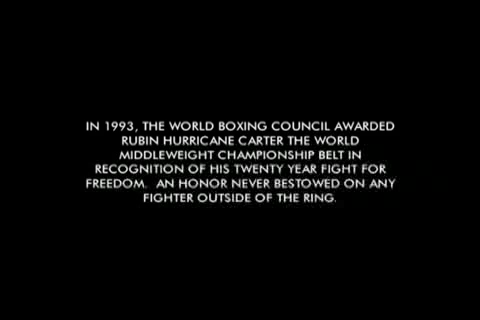 IN 1993, THE WORLD BOXING COUNCIL AWARDED
RUBIN HURRICANE CARTER THE WORLD
MIDDLEWEIGHT CHAMPIONSHIP BELT IN
RECOGNITION OF HIS TWENTY YEAR FIGHT FOR
FREEDOM. AN HONOR NEVER BESTOWED ON ANY
FIGHTER OUTSIDE OF THE RING.